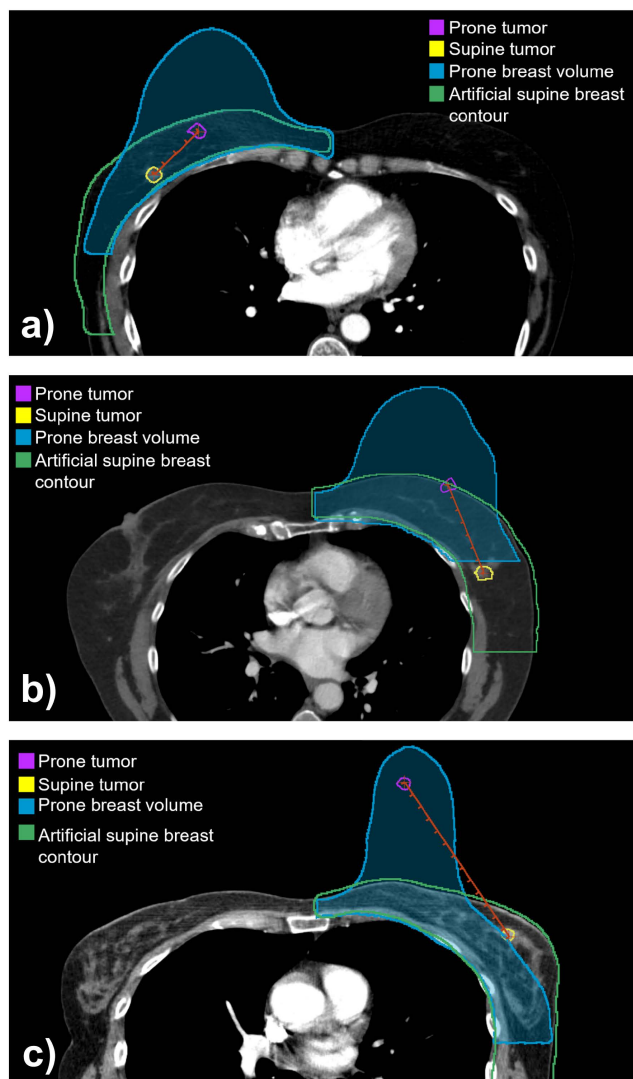 Prone tumor
Supine tumor
Prone breast volume
Artificial supine breast
contour
a)
Prone tumor
Supine tumor
Prone breast volume
Artificial supine breast
contour
b)
Prone tumor
Supine tumor
Prone breast volume
Artificial supine breast
contour
c)